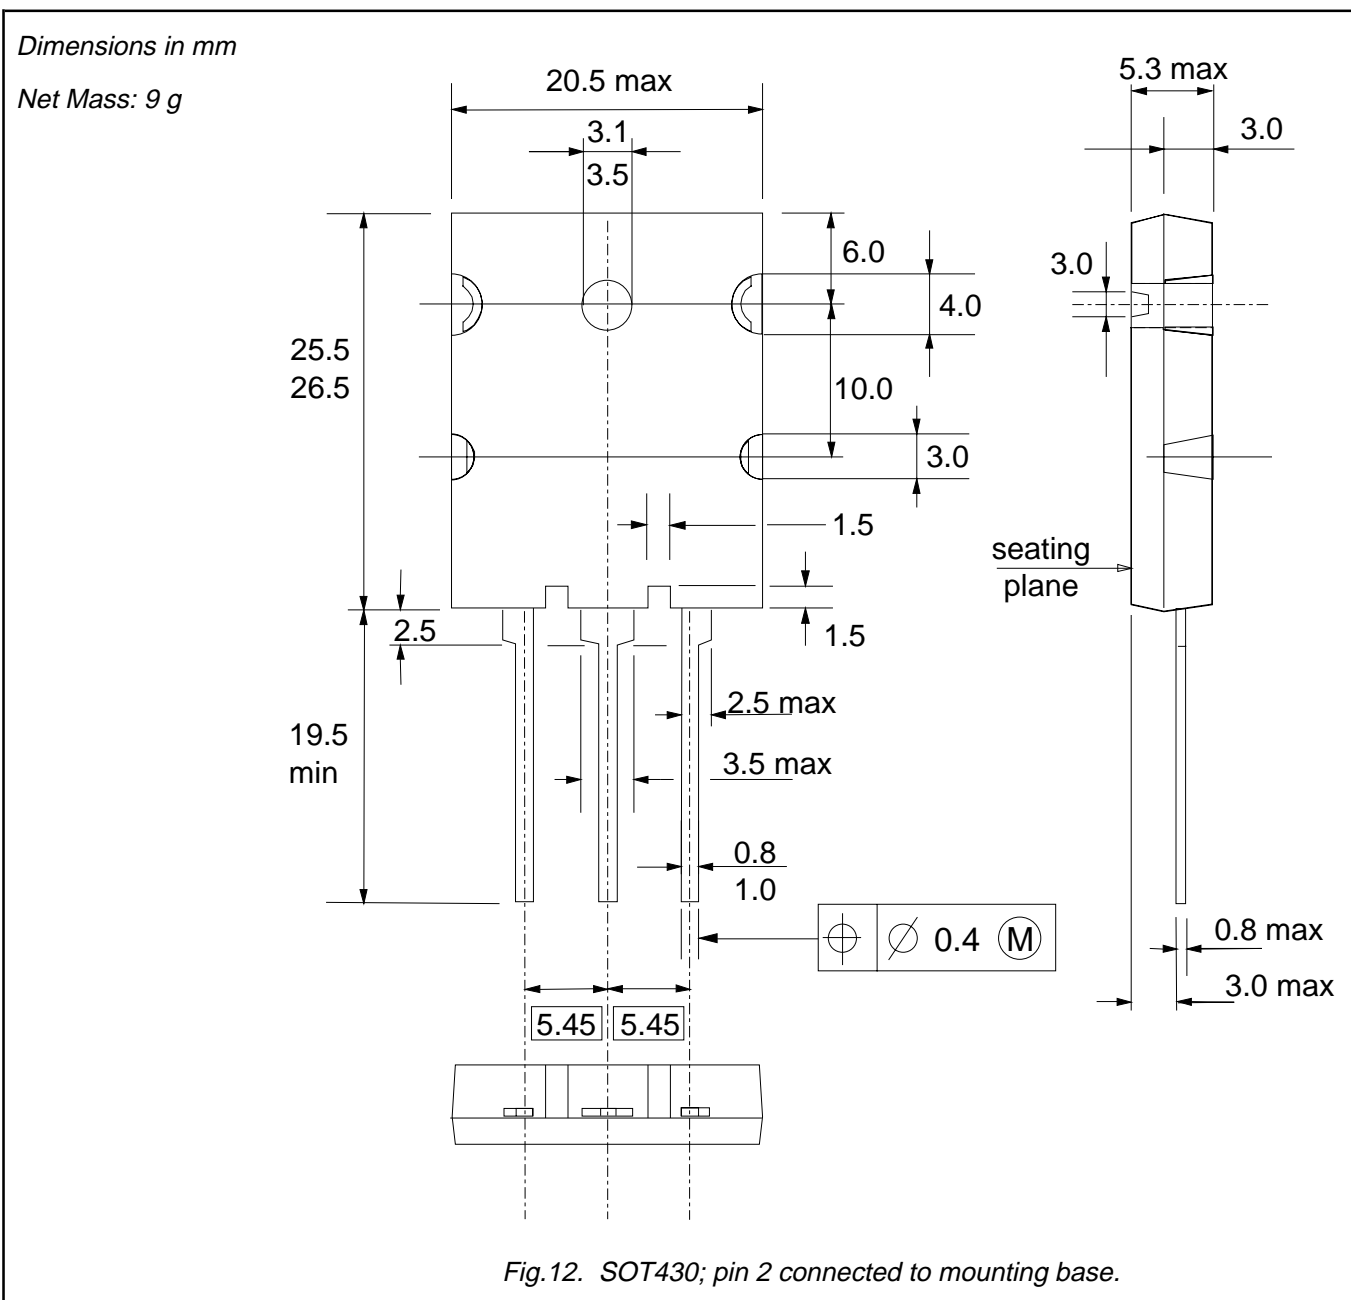 Dimensions in mm
Net Mass: 9 g
20.5 max
5.3 max
3.1
3.5
3.0
6.0
3.0
4.0
25.5
26.5
10.0
3.0
1.5
seating
plane
2.5
1.5
2.5 max
19.5
min
3.5 max
0.8
1.0
⌖ ⌀ 0.4 Ⓜ
0.8 max
3.0 max
5.45
5.45
Fig.12. SOT430; pin 2 connected to mounting base.